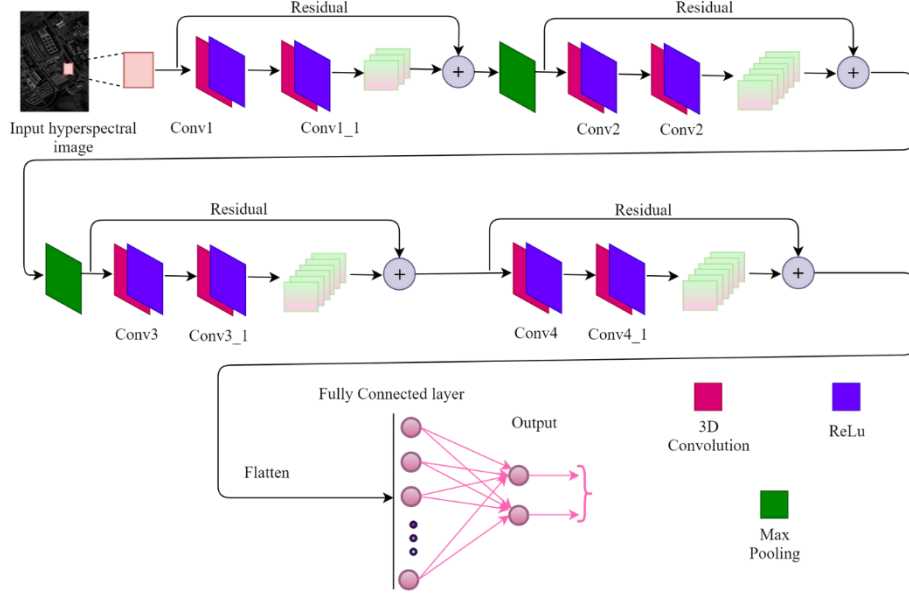 Residual
Residual
+
+
Input hyperspectral
image
Conv1
Conv1_1
Conv2
Conv2
Residual
Residual
+
+
Conv3
Conv3_1
Conv4
Conv4_1
Fully Connected layer
Output
Flatten
3D
Convolution
ReLu
Max
Pooling